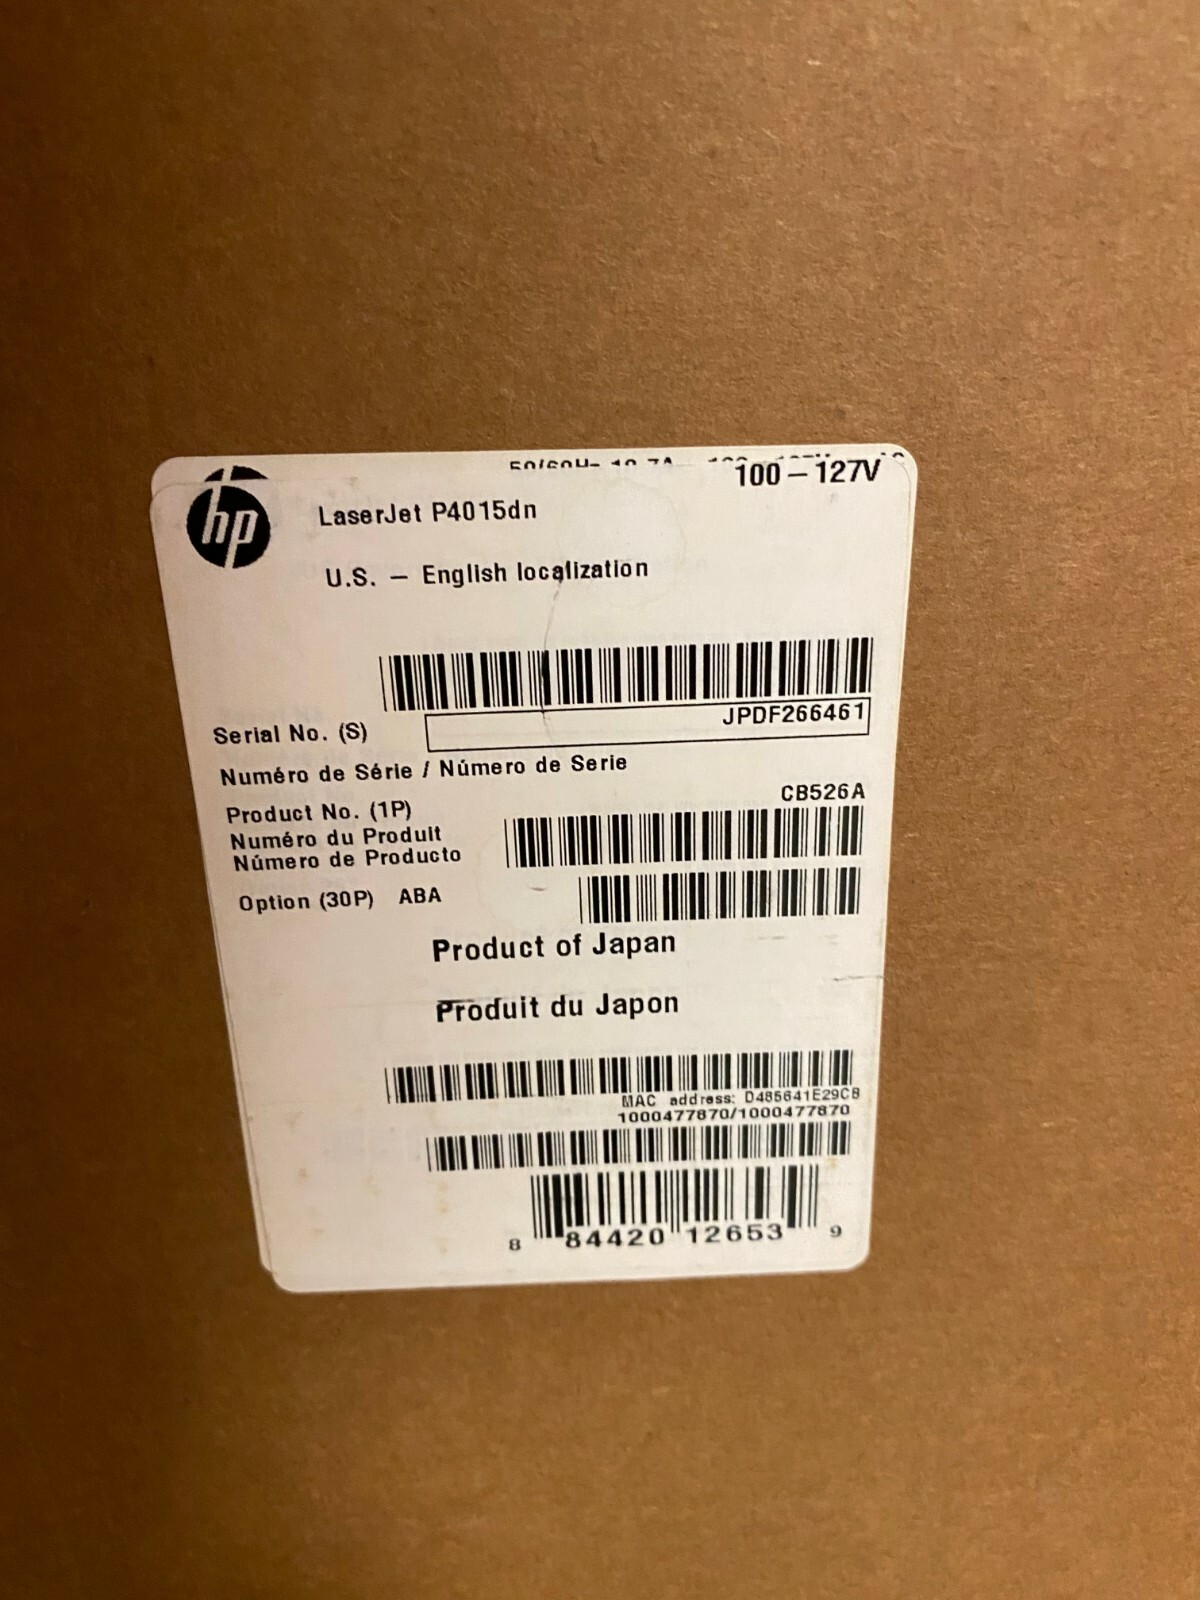 100 – 127V
hp
LaserJet P4015dn
U.S. – English localization
JPDF266461
Serial No. (S)
Numéro de Série / Número de Serie
CB526A
Product No. (1P)
Numéro du Produit
Número de Producto
Option (30P) ABA
Product of Japan
Produit du Japon
MAC address: D485641E29CB
1000477870/1000477870
8 84420 12653 9